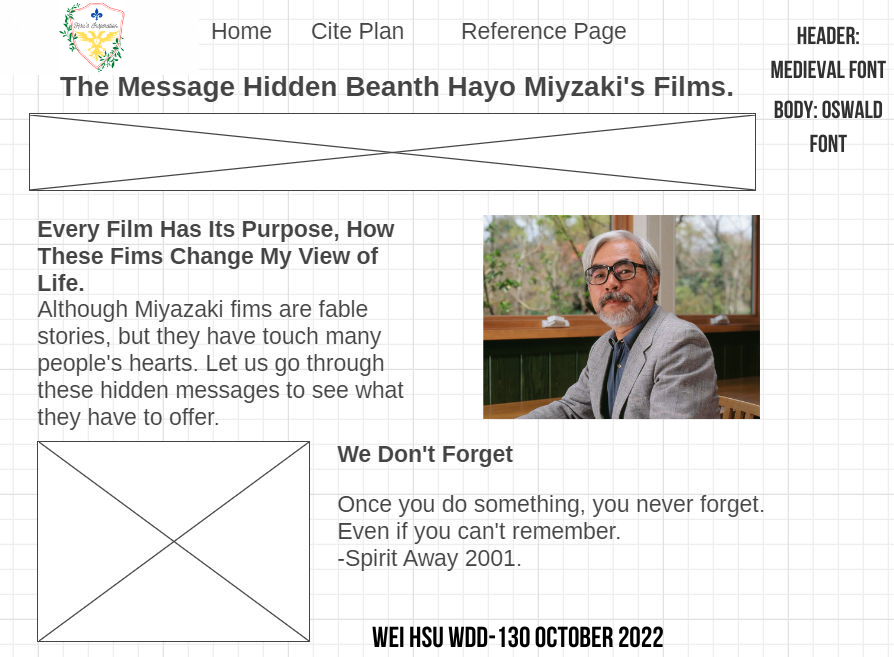 Home Cite Plan Reference Page
HEADER:
MEDIEVAL FONT
BODY: OSWALD
FONT
The Message Hidden Beanth Hayo Miyzaki's Films.
Every Film Has Its Purpose, How
These Fims Change My View of
Life.
Although Miyazaki fims are fable
stories, but they have touch many
people's hearts. Let us go through
these hidden messages to see what
they have to offer.
We Don't Forget
Once you do something, you never forget.
Even if you can't remember.
-Spirit Away 2001.
WEI HSU WDD-130 OCTOBER 2022